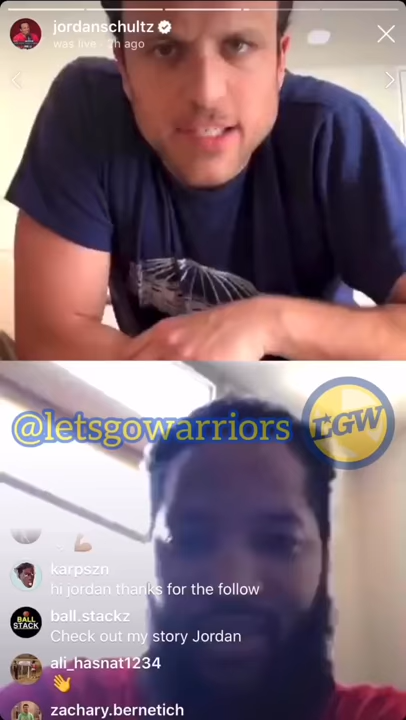 jordanschultz
was live · 2h ago
@letsgowarriors
LGW
karpszn
hi jordan thanks for the follow
ball.stackz
BALL
STACK
Check out my story Jordan
ali_hasnat1234
zachary.bernetich